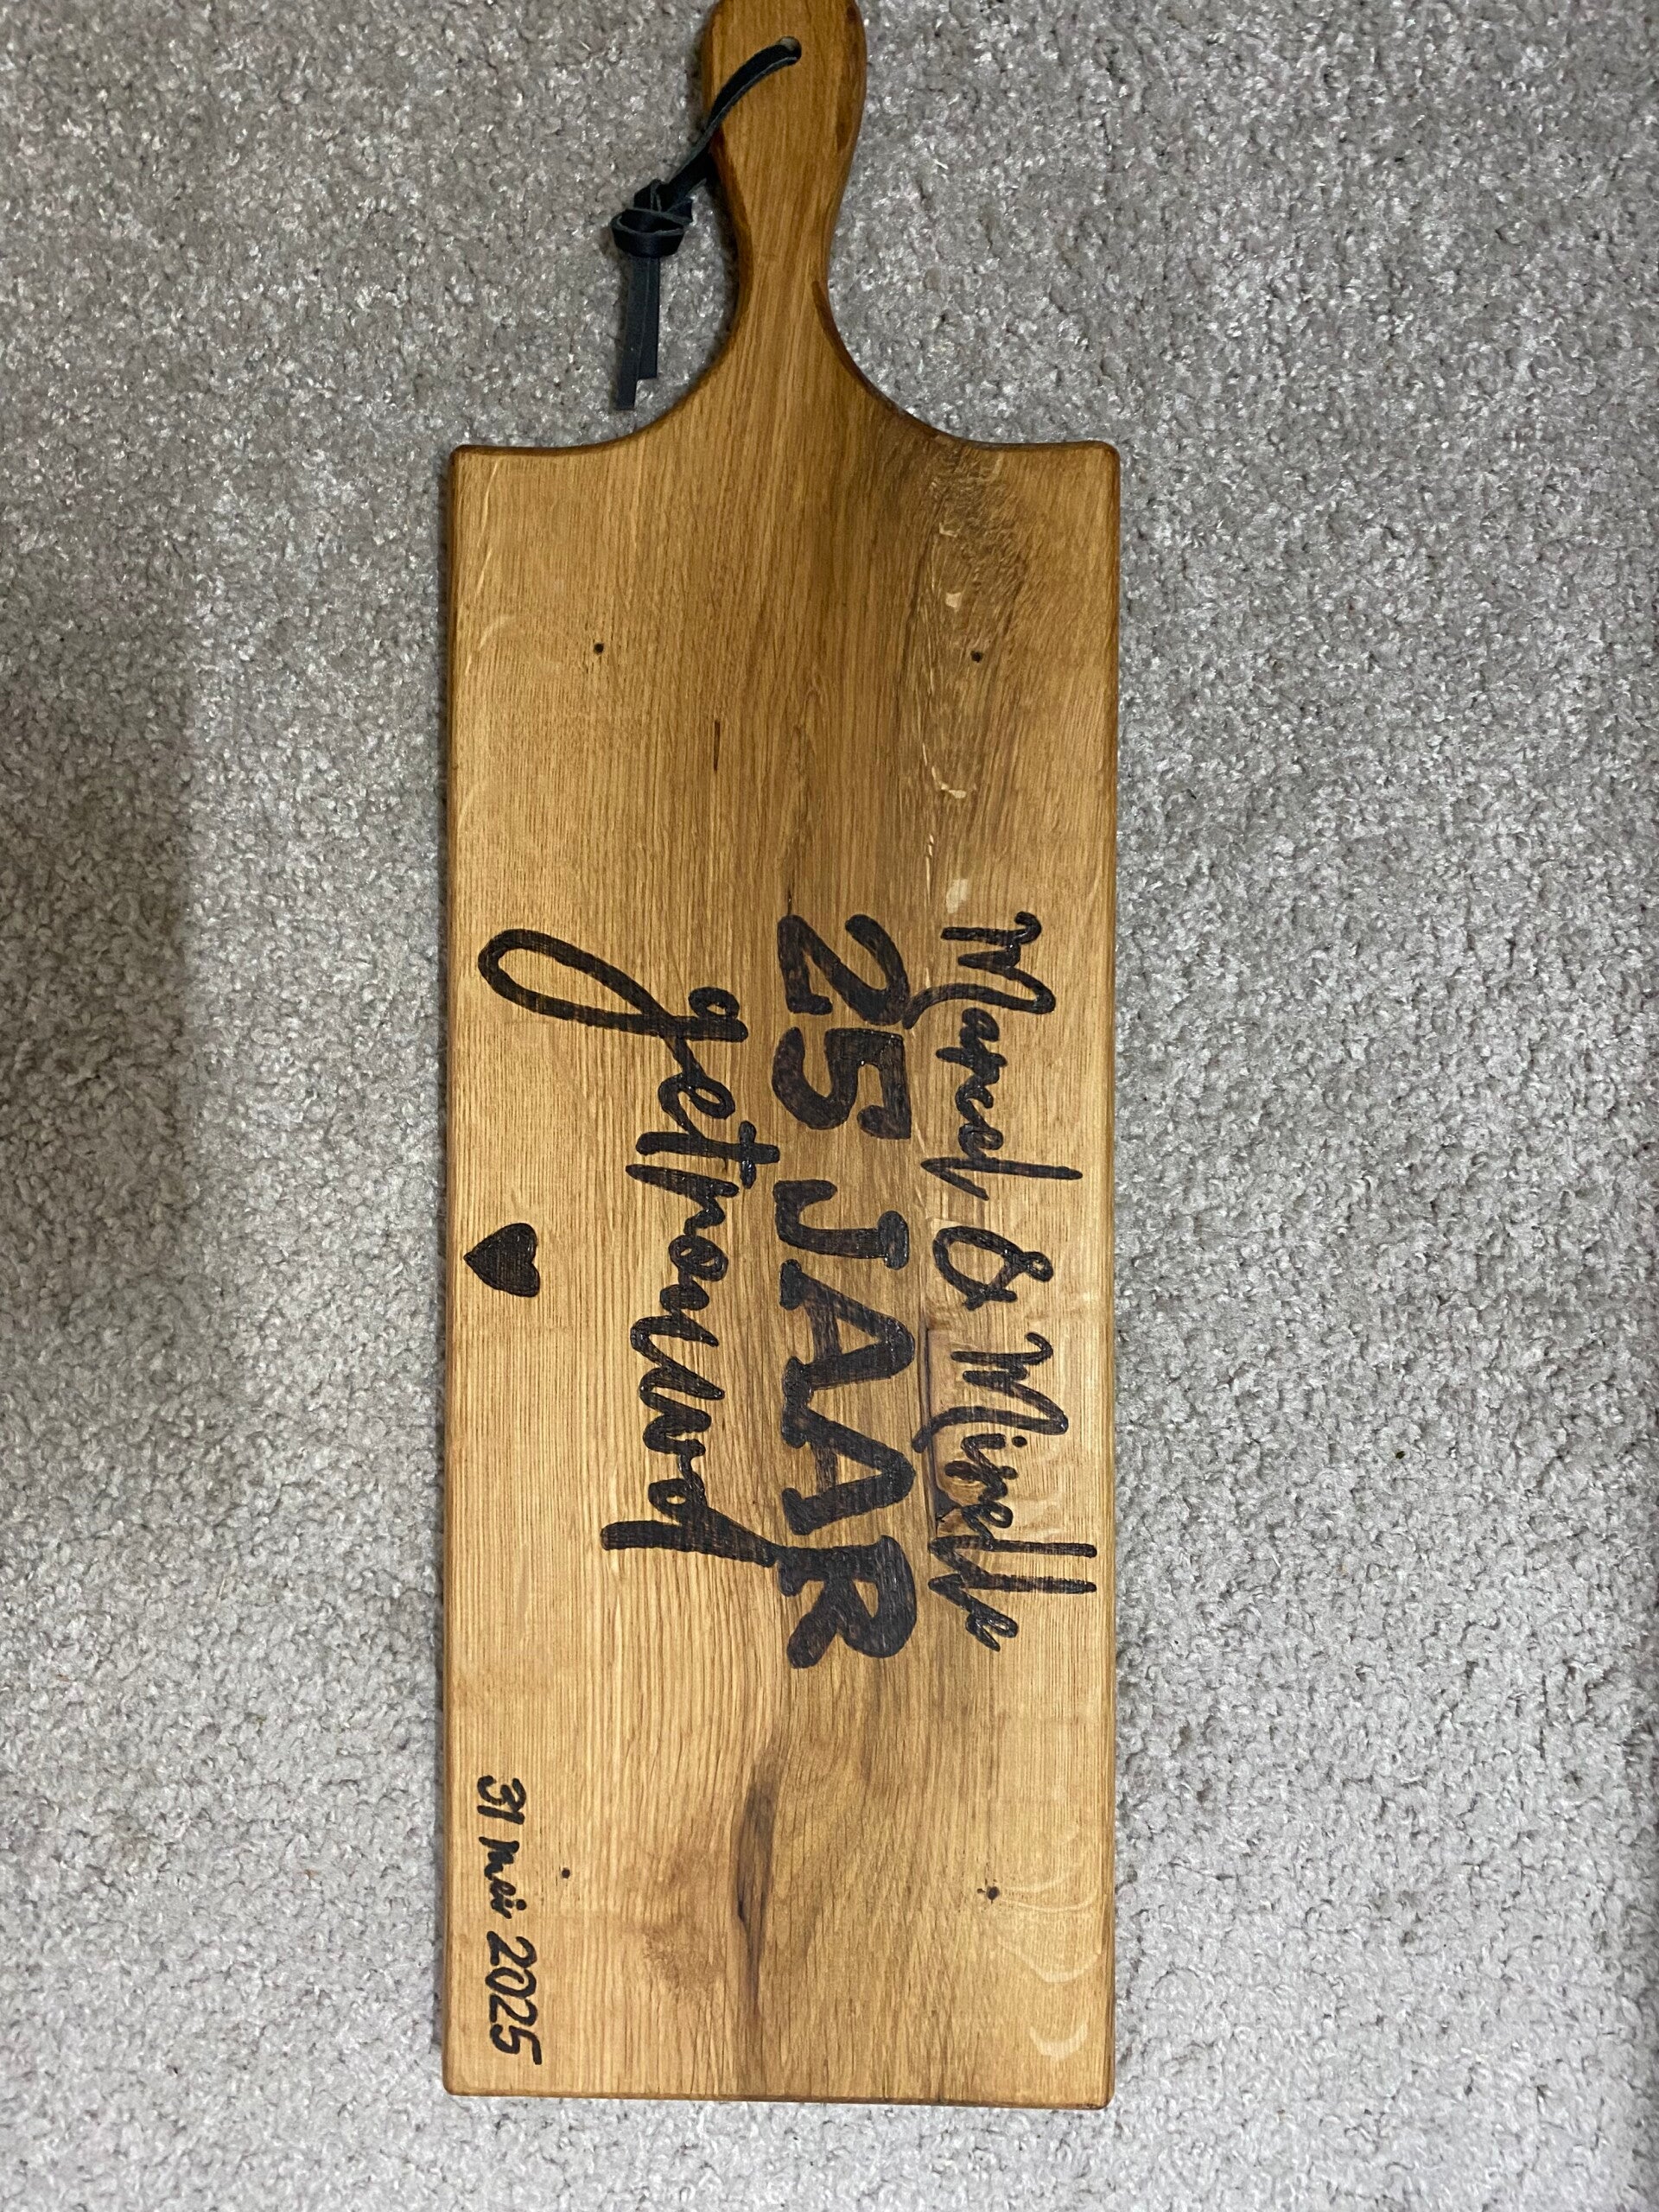 Marcel & Mirelle
25 JAAR
getrouwd
31 mei 2025